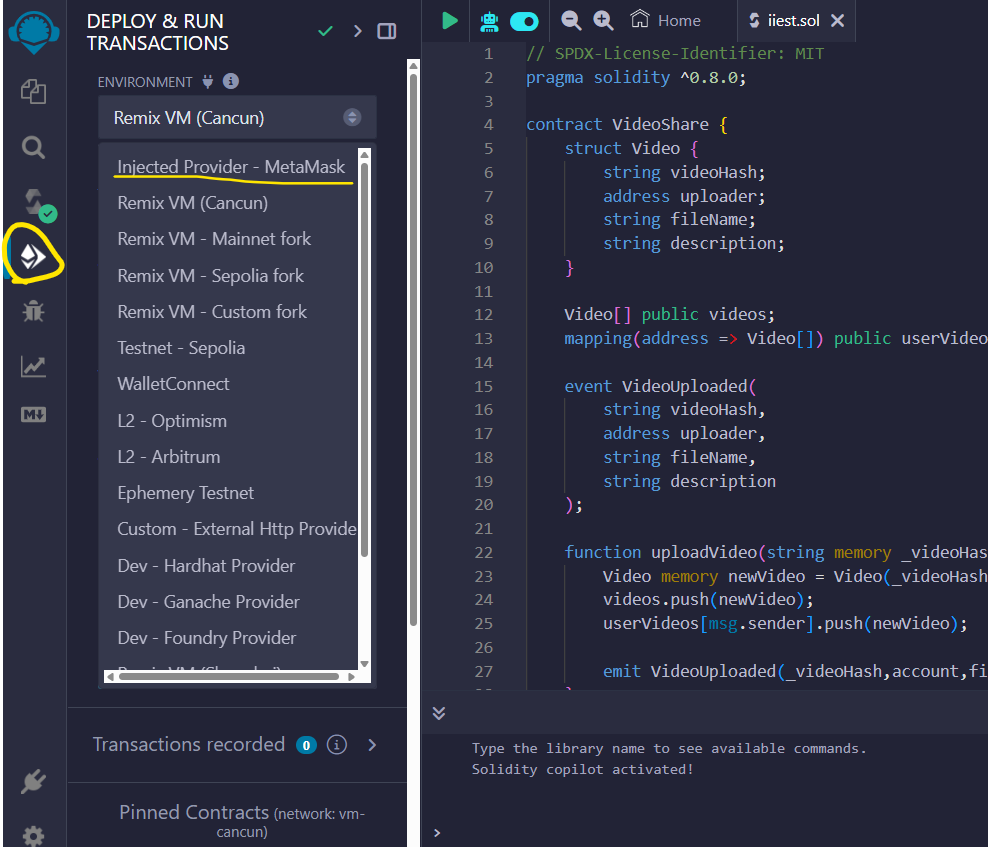 DEPLOY & RUN
TRANSACTIONS
ENVIRONMENT
Remix VM (Cancun)
Injected Provider - MetaMask
Remix VM (Cancun)
Remix VM - Mainnet fork
Remix VM - Sepolia fork
Remix VM - Custom fork
Testnet - Sepolia
WalletConnect
L2 - Optimism
L2 - Arbitrum
Ephemery Testnet
Custom - External Http Provide
Dev - Hardhat Provider
Dev - Ganache Provider
Dev - Foundry Provider
Transactions recorded 0 i
Pinned Contracts (network: vm-
cancun)
Home
iiest.sol
1 // SPDX-License-Identifier: MIT
2 pragma solidity ^0.8.0;
3
4 contract VideoShare {
5 struct Video {
6 string videoHash;
7 address uploader;
8 string fileName;
9 string description;
10 }
11
12 Video[] public videos;
13 mapping(address => Video[]) public userVideo
14
15 event VideoUploaded(
16 string videoHash,
17 address uploader,
18 string fileName,
19 string description
20 );
21
22 function uploadVideo(string memory _videoHas
23 Video memory newVideo = Video(_videoHash
24 videos.push(newVideo);
25 userVideos[msg.sender].push(newVideo);
26
27 emit VideoUploaded(_videoHash,account,fi
Type the library name to see available commands.
Solidity copilot activated!
>